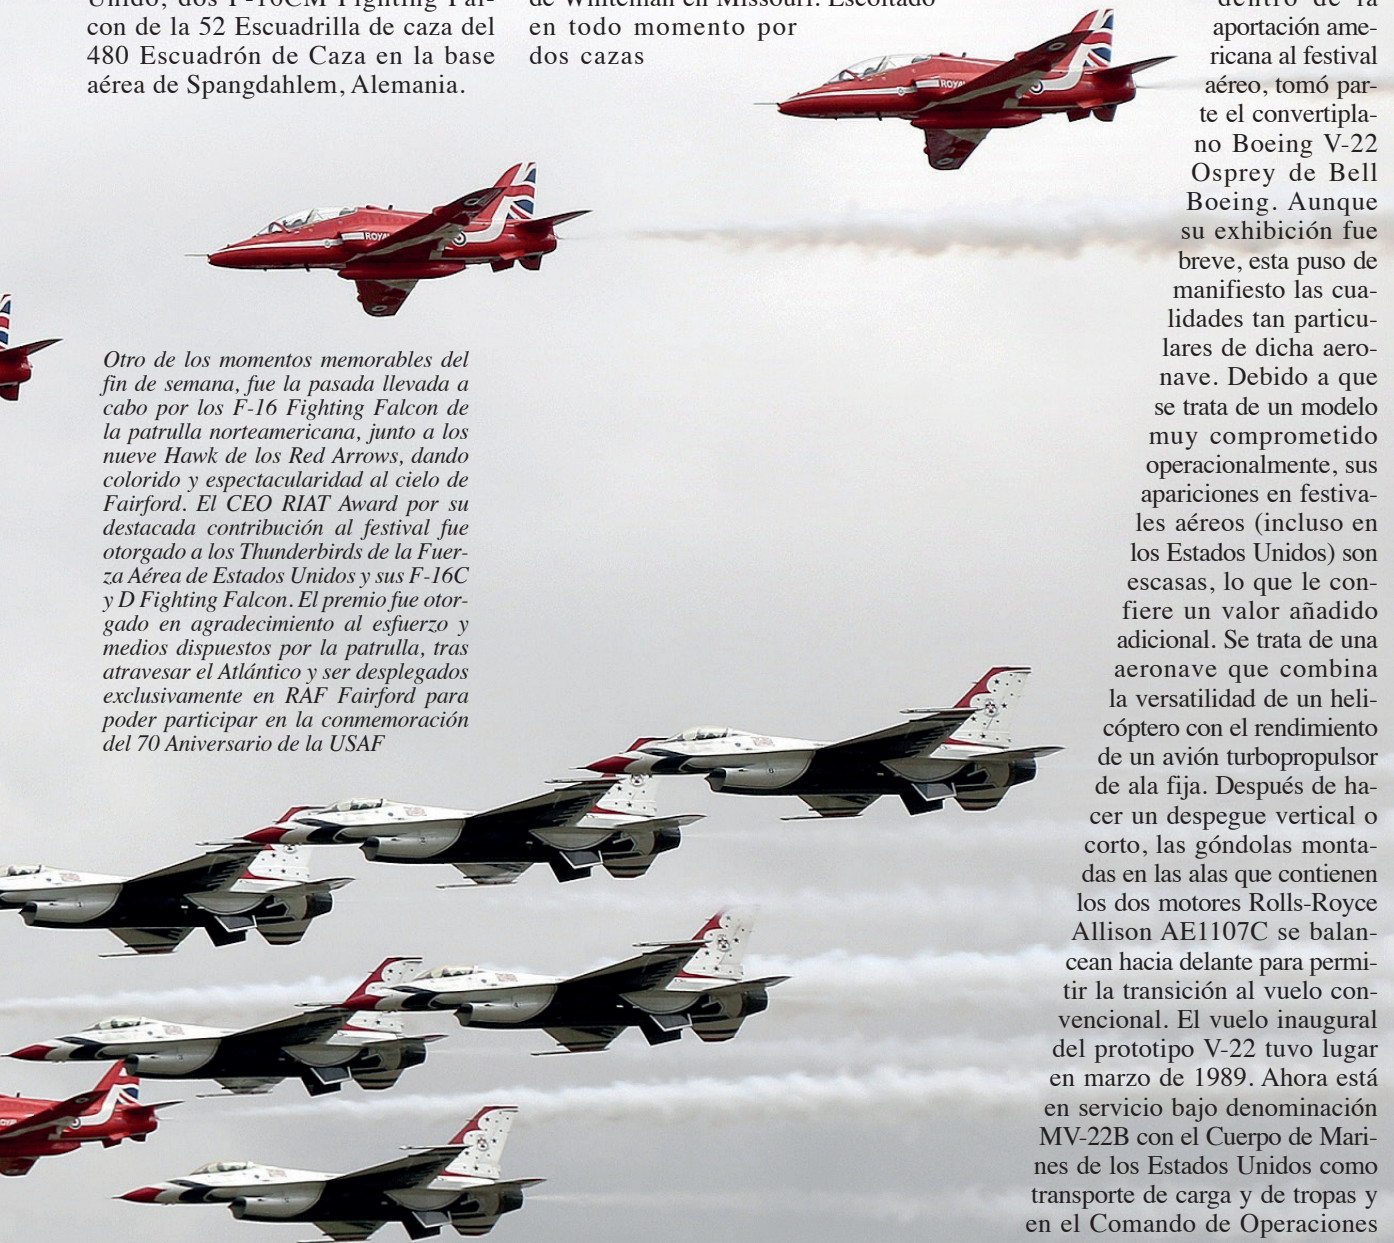 Unido, dos F-16CM Fighting Fal-
con de la 52 Escuadrilla de caza del
480 Escuadrón de Caza en la base
aérea de Spangdahlem, Alemania.
de Whiteman en Missouri. Escoltado
en todo momento por
dos cazas
Otro de los momentos memorables del
fin de semana, fue la pasada llevada a
cabo por los F-16 Fighting Falcon de
la patrulla norteamericana, junto a los
nueve Hawk de los Red Arrows, dando
colorido y espectacularidad al cielo de
Fairford. El CEO RIAT Award por su
destacada contribución al festival fue
otorgado a los Thunderbirds de la Fuer-
za Aérea de Estados Unidos y sus F-16C
y D Fighting Falcon. El premio fue otor-
gado en agradecimiento al esfuerzo y
medios dispuestos por la patrulla, tras
atravesar el Atlántico y ser desplegados
exclusivamente en RAF Fairford para
poder participar en la conmemoración
del 70 Aniversario de la USAF
dentro de la
aportación ame-
ricana al festival
aéreo, tomó par-
te el convertipla-
no Boeing V-22
Osprey de Bell
Boeing. Aunque
su exhibición fue
breve, esta puso de
manifiesto las cua-
lidades tan particu-
lares de dicha aero-
nave. Debido a que
se trata de un modelo
muy comprometido
operacionalmente, sus
apariciones en festiva-
les aéreos (incluso en
los Estados Unidos) son
escasas, lo que le con-
fiere un valor añadido
adicional. Se trata de una
aeronave que combina
la versatilidad de un heli-
cóptero con el rendimiento
de un avión turbopropulsor
de ala fija. Después de ha-
cer un despegue vertical o
corto, las góndolas monta-
das en las alas que contienen
los dos motores Rolls-Royce
Allison AE1107C se balan-
cean hacia delante para permi-
tir la transición al vuelo con-
vencional. El vuelo inaugural
del prototipo V-22 tuvo lugar
en marzo de 1989. Ahora está
en servicio bajo denominación
MV-22B con el Cuerpo de Mari-
nes de los Estados Unidos como
transporte de carga y de tropas y
en el Comando de Operaciones